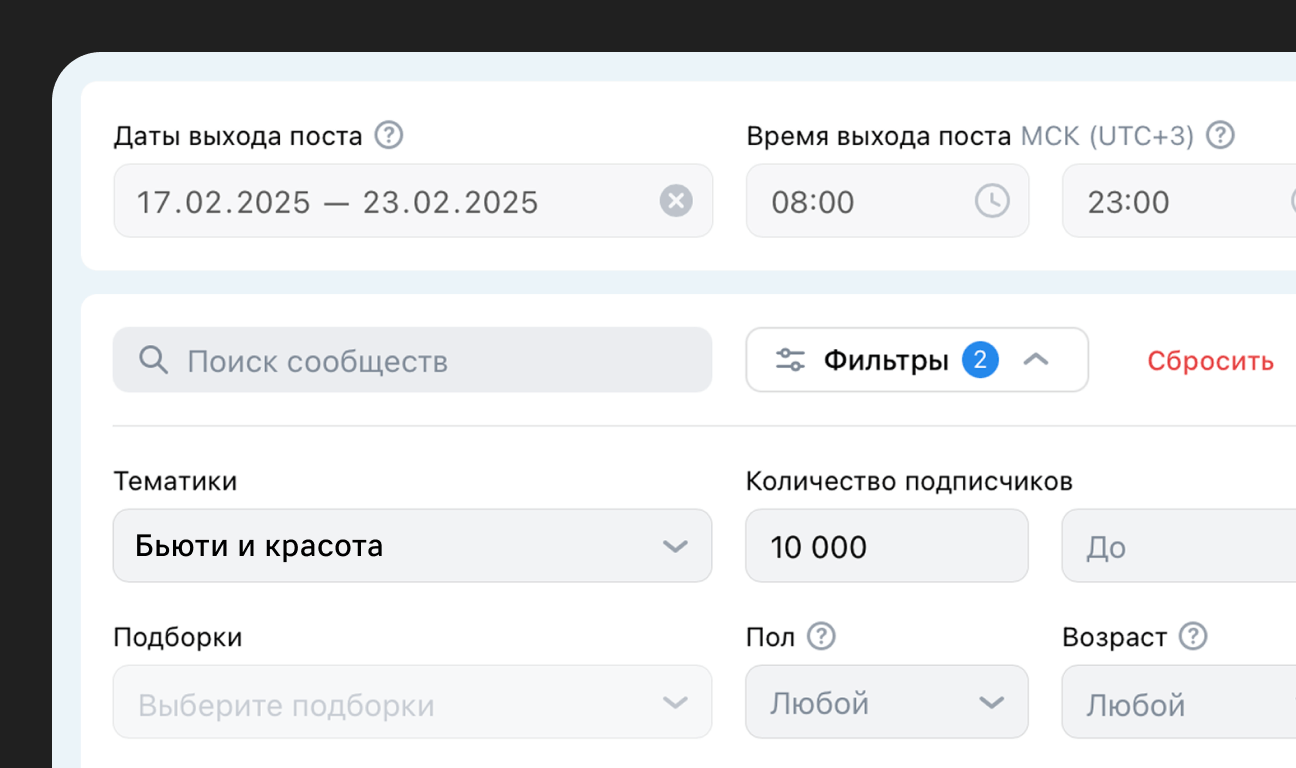 Даты выхода поста
Время выхода поста МСК (UTC+3)
17.02.2025 — 23.02.2025
08:00
23:00
Поиск сообществ
Фильтры 2
Сбросить
Тематики
Количество подписчиков
Бьюти и красота
10 000
До
Подборки
Пол
Возраст
Выберите подборки
Любой
Любой